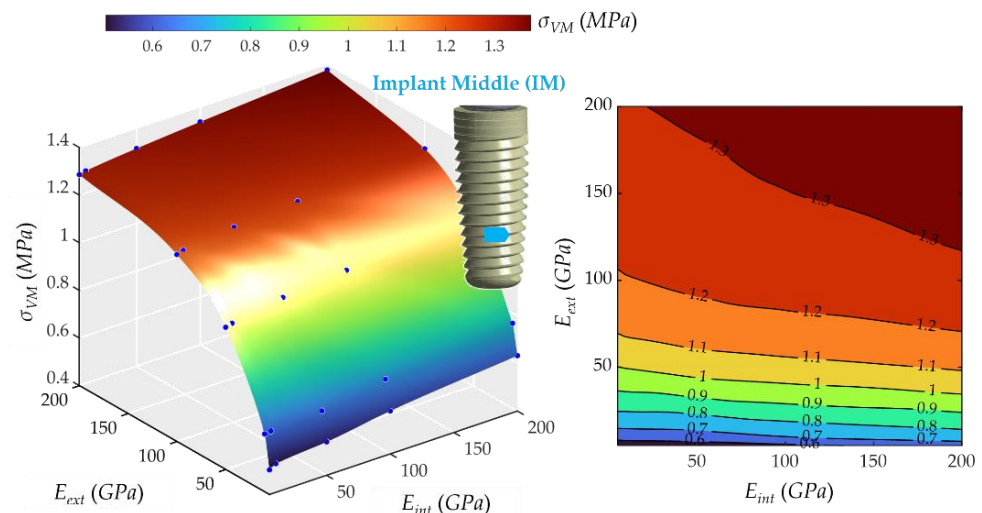 σVM (MPa)
0.6 0.7 0.8 0.9 1 1.1 1.2 1.3
Implant Middle (IM)
1.4
1.2
1
0.8
0.6
0.4
σVM (MPa)
200
150
100
50
Eext (GPa)
50
100
150
200
Eint (GPa)
200
150
100
50
Eext (GPa)
1.3 1.3 1.3
1.2 1.2 1.2
1.1 1.1 1.1
1 1 1
0.9 0.9 0.9
0.8 0.8 0.8
0.7 0.7 0.7
0.6 0.6
50 100 150 200
Eint (GPa)